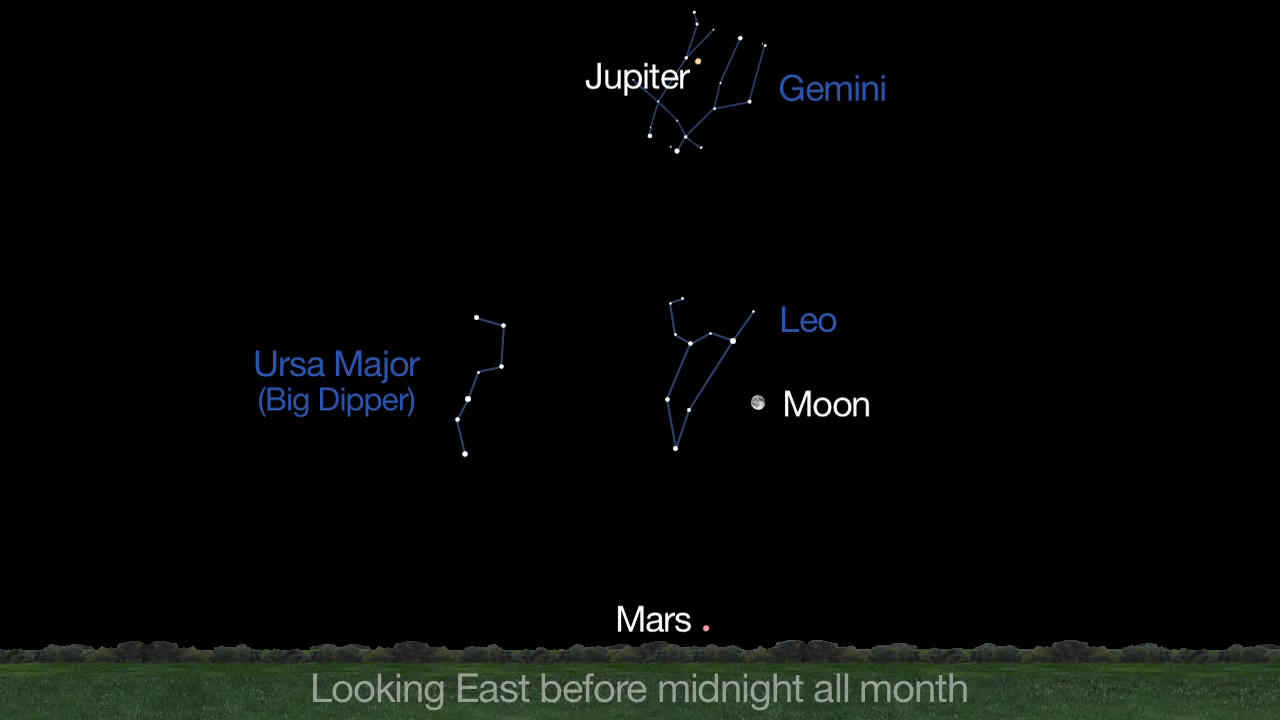 Jupiter
Gemini
Leo
Ursa Major
(Big Dipper)
Moon
Mars
Looking East before midnight all month